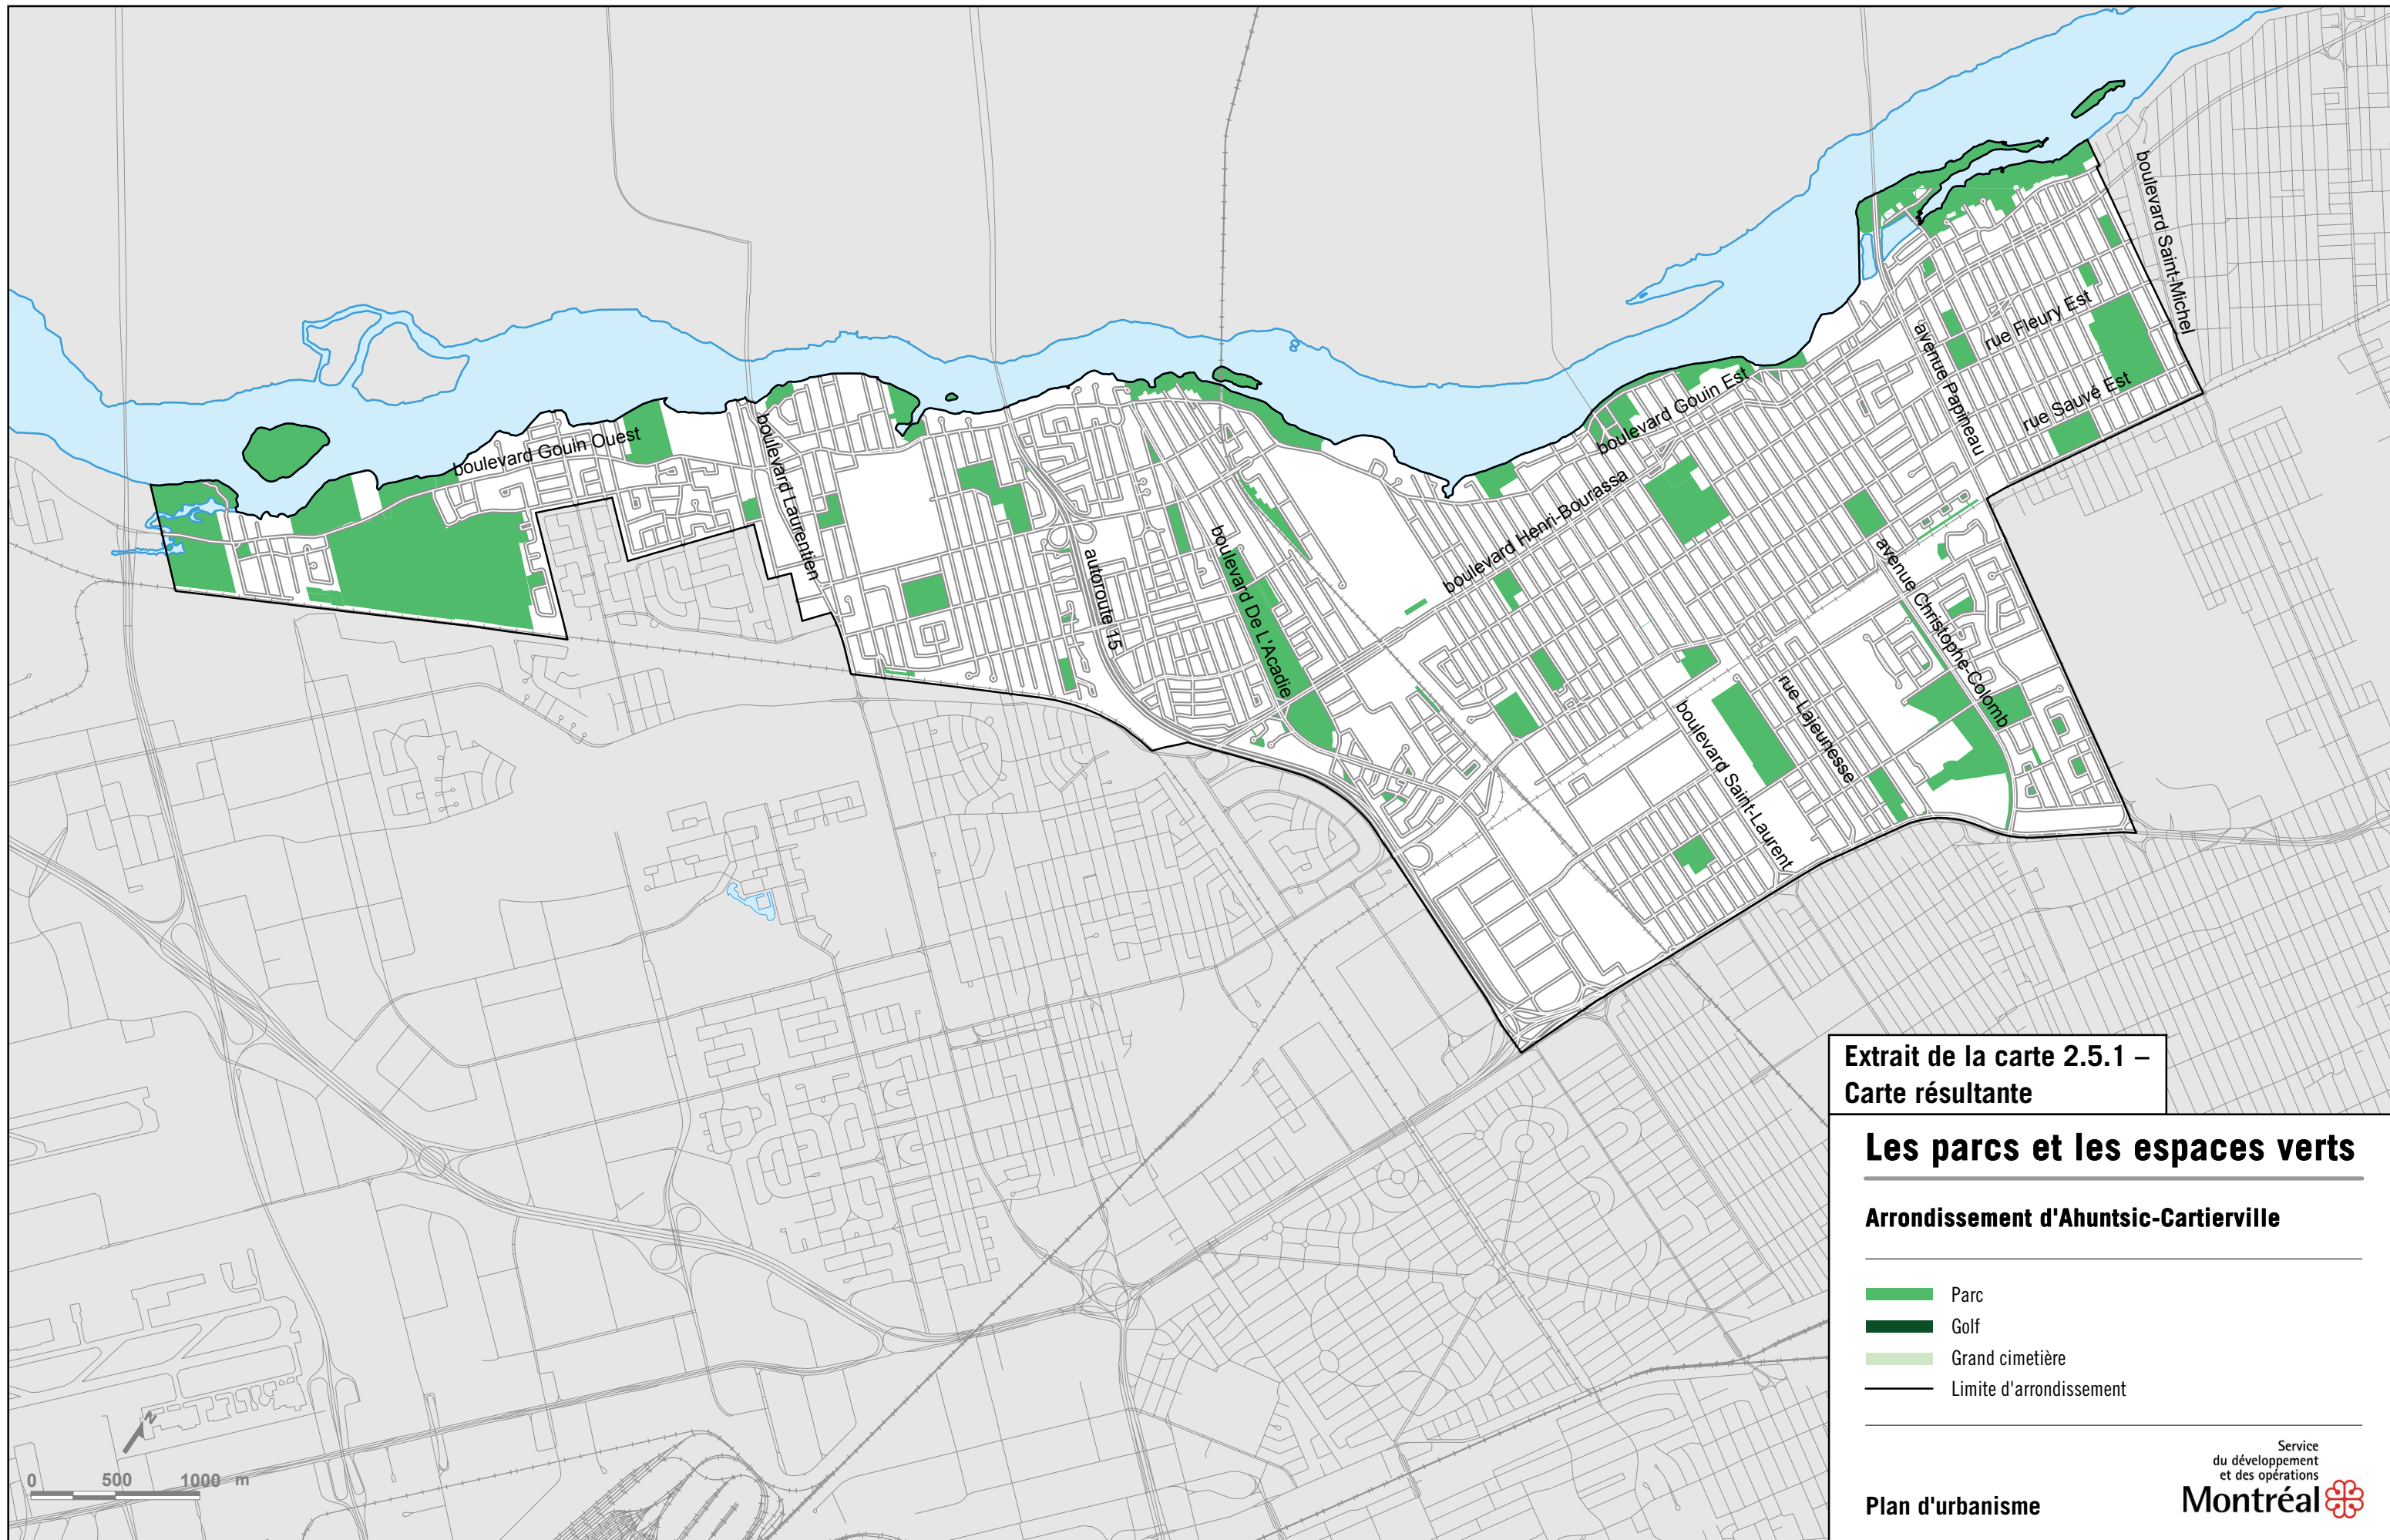 boulevard Saint-Michel
rue Fleury Est
avenue Papineau
rue Sauvé Est
boulevard Gouin Est
boulevard Gouin Ouest
boulevard Laurentien
boulevard Henri-Bourassa
autoroute 15
boulevard De L'Acadie
avenue Christophe-Colomb
rue Lajeunesse
boulevard Saint-Laurent
Extrait de la carte 2.5.1 –
Carte résultante
Les parcs et les espaces verts
Arrondissement d'Ahuntsic-Cartierville
Parc
Golf
Grand cimetière
Limite d'arrondissement
N
0 500 1000 m
Service
du développement
et des opérations
Plan d'urbanisme
Montréal